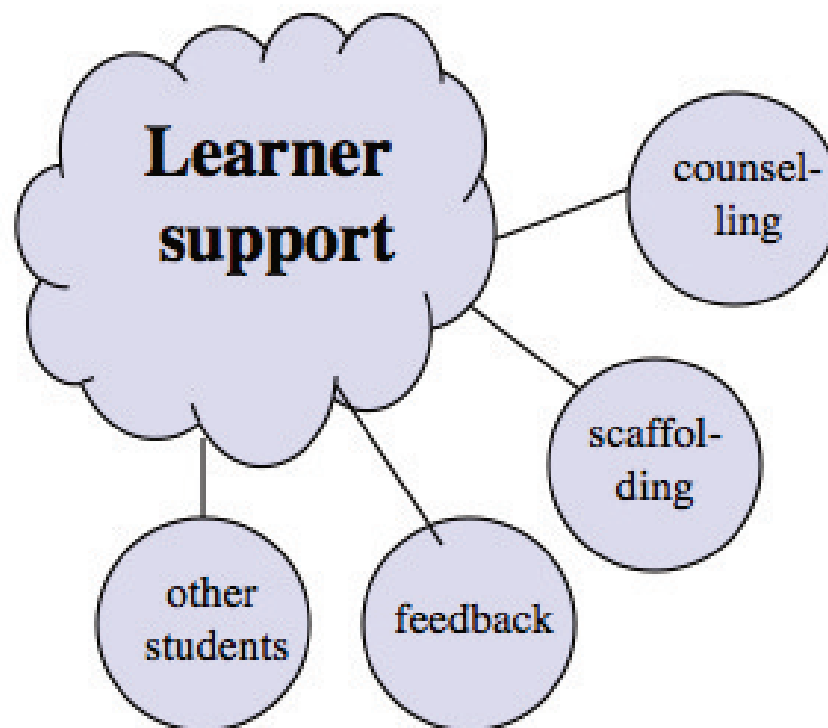 Learner
support
counsel-
ling
scaffol-
ding
other
students
feedback